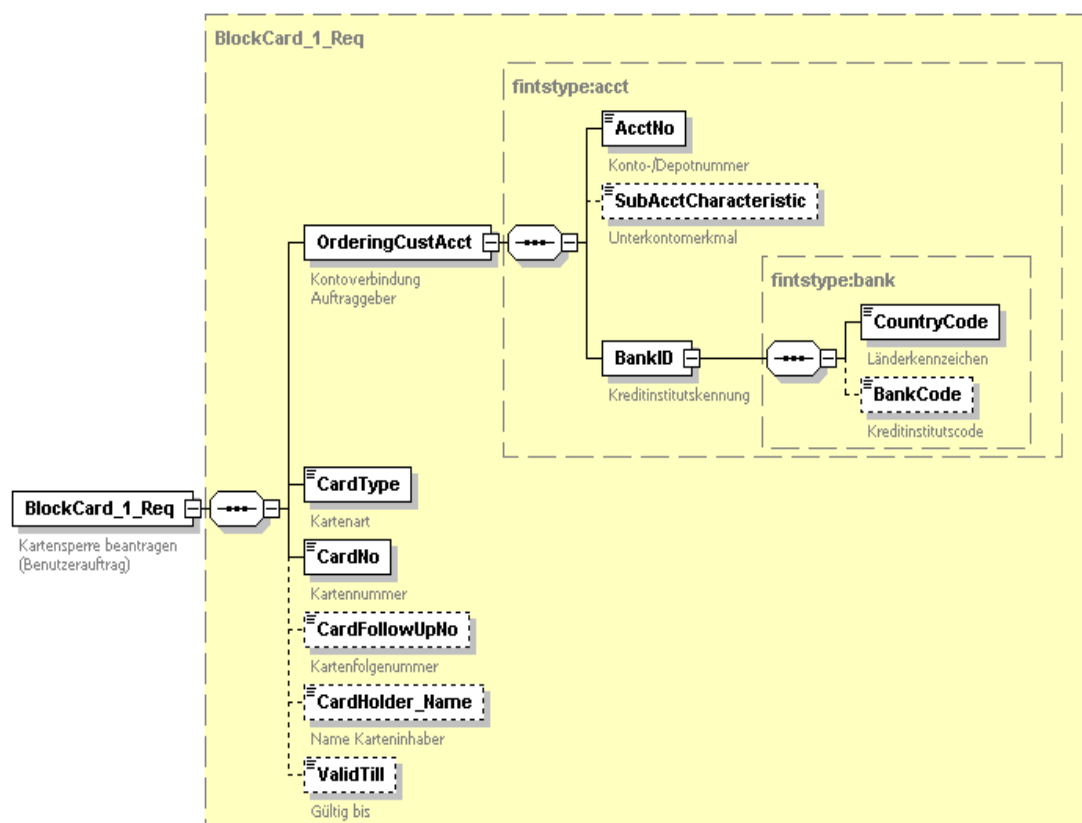 BlockCard_1_Req
fintstype:acct
AcctNo
Konto-/Depotnummer
SubAcctCharacteristic
Unterkontomerkmal
OrderingCustAcct
Kontoverbindung
Auftraggeber
fintstype:bank
CountryCode
Länderkennzeichen
BankID
Kreditinstitutskennung
BankCode
Kreditinstitutscode
CardType
Kartenart
BlockCard_1_Req
Kartensperre beantragen
(Benutzerauftrag)
CardNo
Kartennummer
CardFollowUpNo
Kartenfolgenummer
CardHolder_Name
Name Karteninhaber
ValidTill
Gültig bis